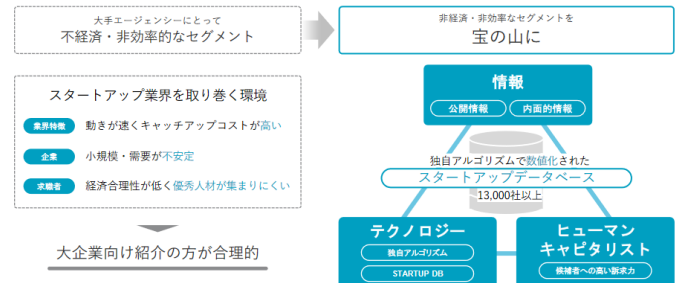 大手エージェンシーにとって
不経済・非効率的なセグメント
非経済・非効率なセグメントを
宝の山に
スタートアップ業界を取り巻く環境
業界特徴 動きが速くキャッチアップコストが高い
企業 小規模・需要が不安定
求職者 経済合理性が低く優秀人材が集まりにくい
大企業向け紹介の方が合理的
情報
公開情報 内面的情報
独自アルゴリズムで数値化された
スタートアップデータベース
13,000社以上
テクノロジー
独自アルゴリズム
STARTUP DB
ヒューマン
キャピタリスト
候補者への高い訴求力